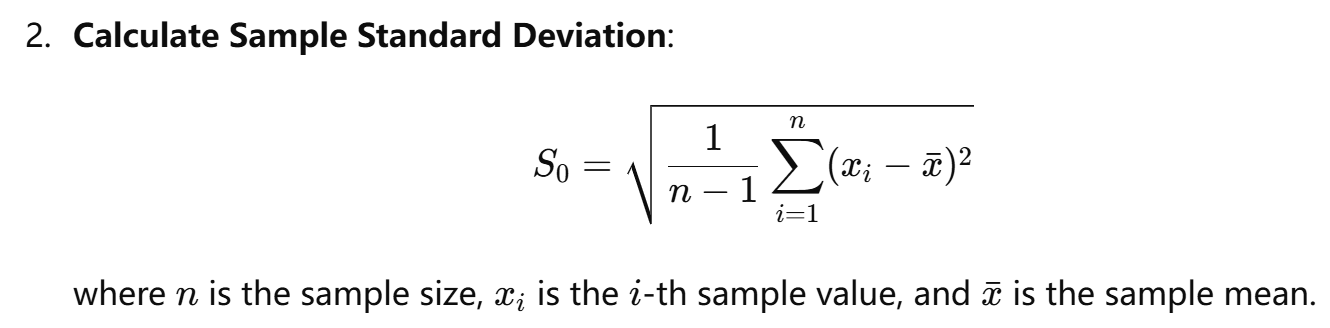 2. Calculate Sample Standard Deviation:
$S_0 = \sqrt{\frac{1}{n-1} \sum_{i=1}^{n} (x_i - \bar{x})^2}$
where $n$ is the sample size, $x_i$ is the $i$-th sample value, and $\bar{x}$ is the sample mean.